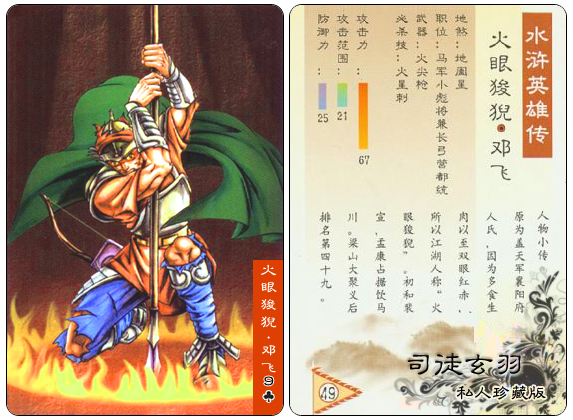 火眼狻猊·邓飞
9♣
水浒英雄传
火眼狻猊·邓飞
地煞：地阖星
职位：马军小彪将兼长弓营都统
武器：火尖枪
必杀技：火星刺
攻击力：
67
攻击范围：
21
防御力：
25
人物小传
原为盖天军襄阳府
人氏，因为多食生
肉以至双眼红赤，
所以江湖人称“火
眼狻猊”。初和裴
宣，孟康占据饮马
川。梁山大聚义后
排名第四十九。
49
司徒玄羽
私人珍藏版